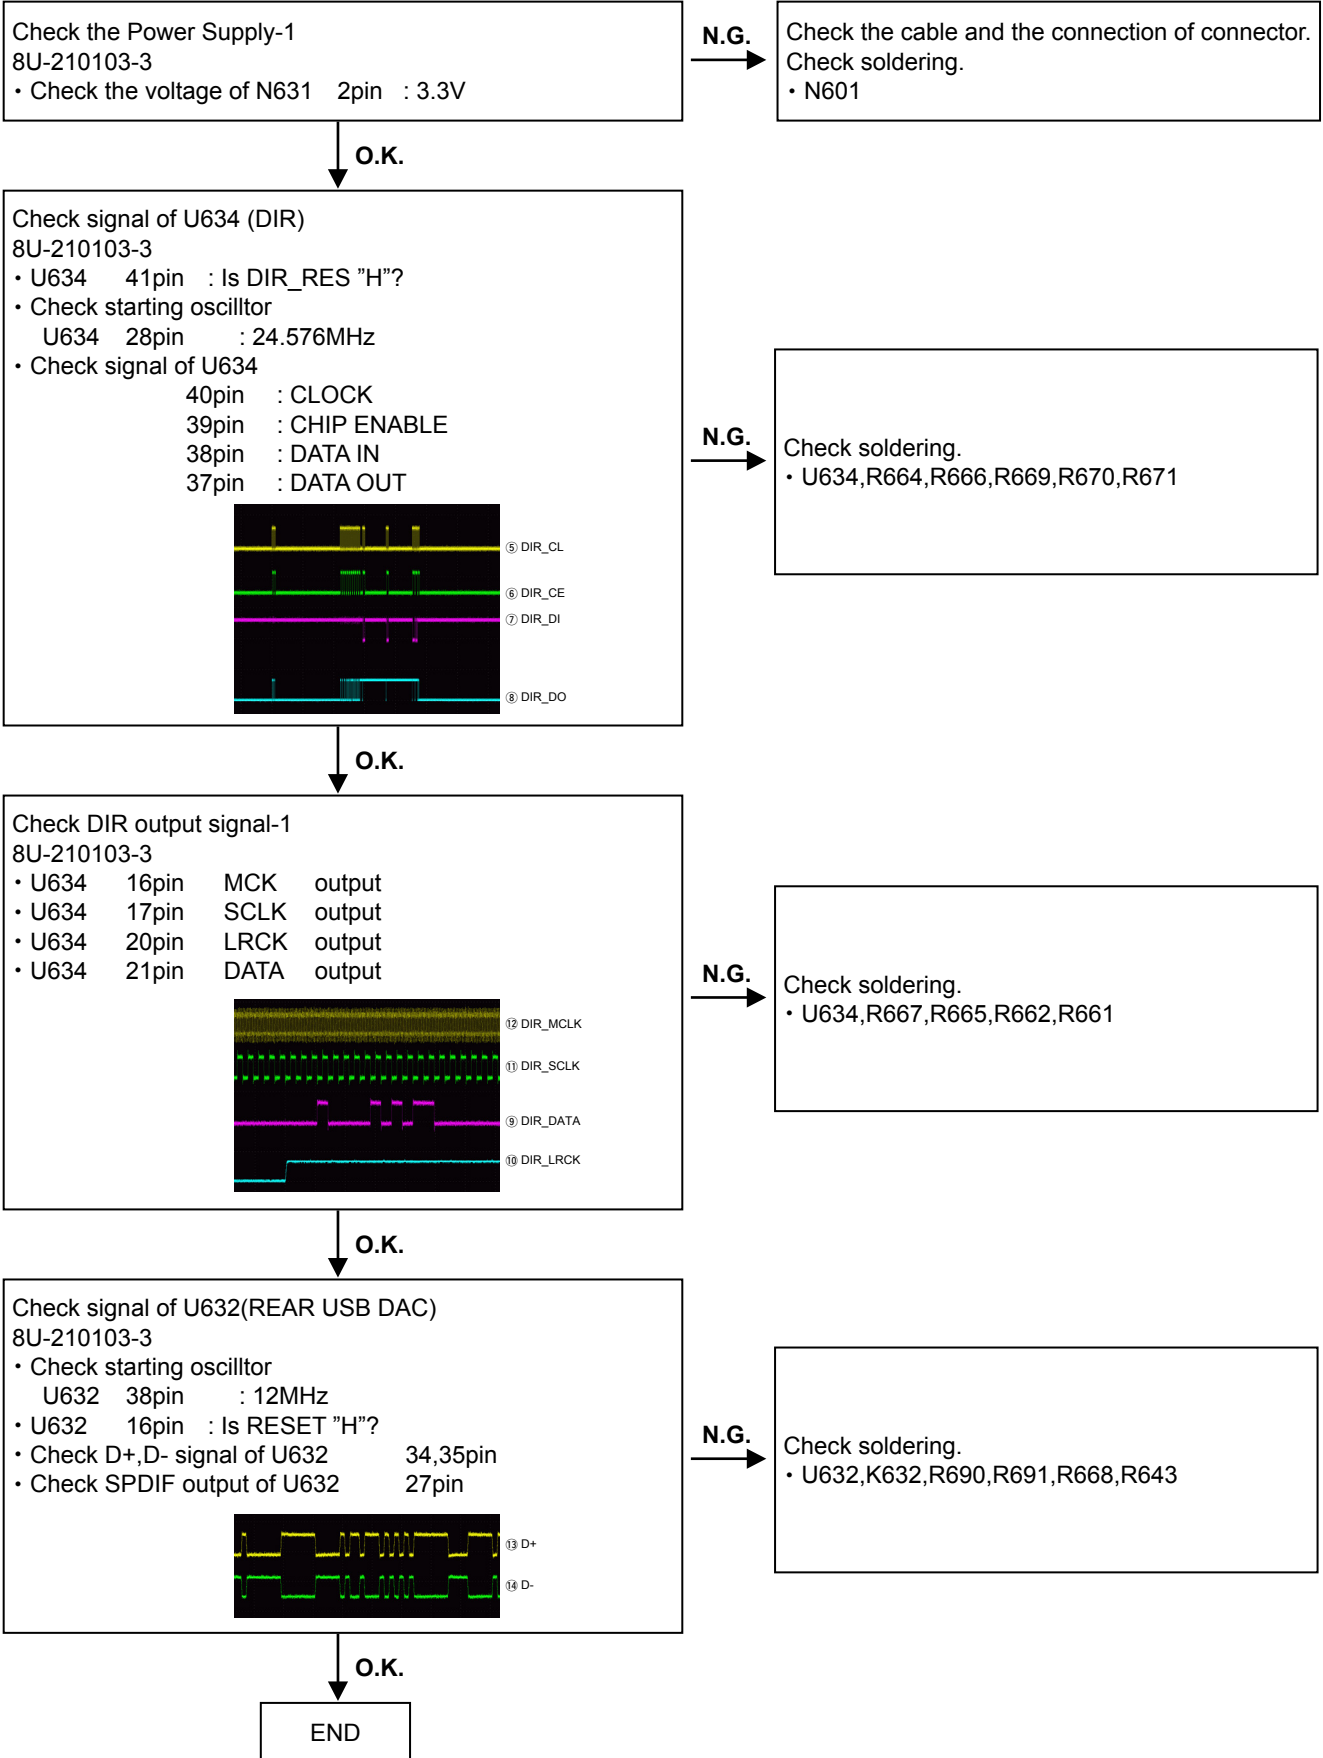 Check the Power Supply-1
8U-210103-3
・Check the voltage of N631 2pin : 3.3V
N.G.
Check the cable and the connection of connector.
Check soldering.
・N601
O.K.
Check signal of U634 (DIR)
8U-210103-3
・U634 41pin : Is DIR_RES ”H”?
・Check starting oscilltor
U634 28pin : 24.576MHz
・Check signal of U634
40pin : CLOCK
39pin : CHIP ENABLE
38pin : DATA IN
37pin : DATA OUT
⑤ DIR_CL
⑥ DIR_CE
⑦ DIR_DI
⑧ DIR_DO
N.G.
Check soldering.
・U634,R664,R666,R669,R670,R671
O.K.
Check DIR output signal-1
8U-210103-3
・U634 16pin MCK output
・U634 17pin SCLK output
・U634 20pin LRCK output
・U634 21pin DATA output
⑫ DIR_MCLK
⑪ DIR_SCLK
⑨ DIR_DATA
⑩ DIR_LRCK
N.G.
Check soldering.
・U634,R667,R665,R662,R661
O.K.
Check signal of U632(REAR USB DAC)
8U-210103-3
・Check starting oscilltor
U632 38pin : 12MHz
・U632 16pin : Is RESET ”H”?
・Check D+,D- signal of U632 34,35pin
・Check SPDIF output of U632 27pin
⑬ D+
⑭ D-
N.G.
Check soldering.
・U632,K632,R690,R691,R668,R643
O.K.
END